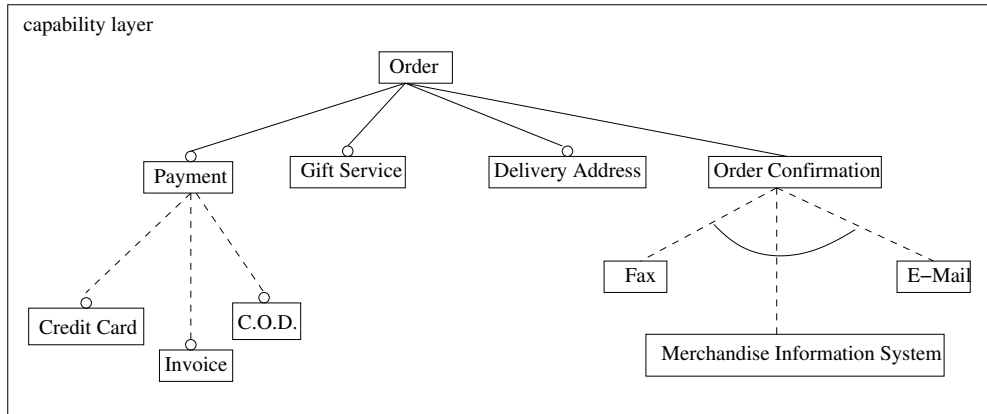 capability layer
Order
Payment
Gift Service
Delivery Address
Order Confirmation
Fax
E−Mail
Credit Card
C.O.D.
Invoice
Merchandise Information System